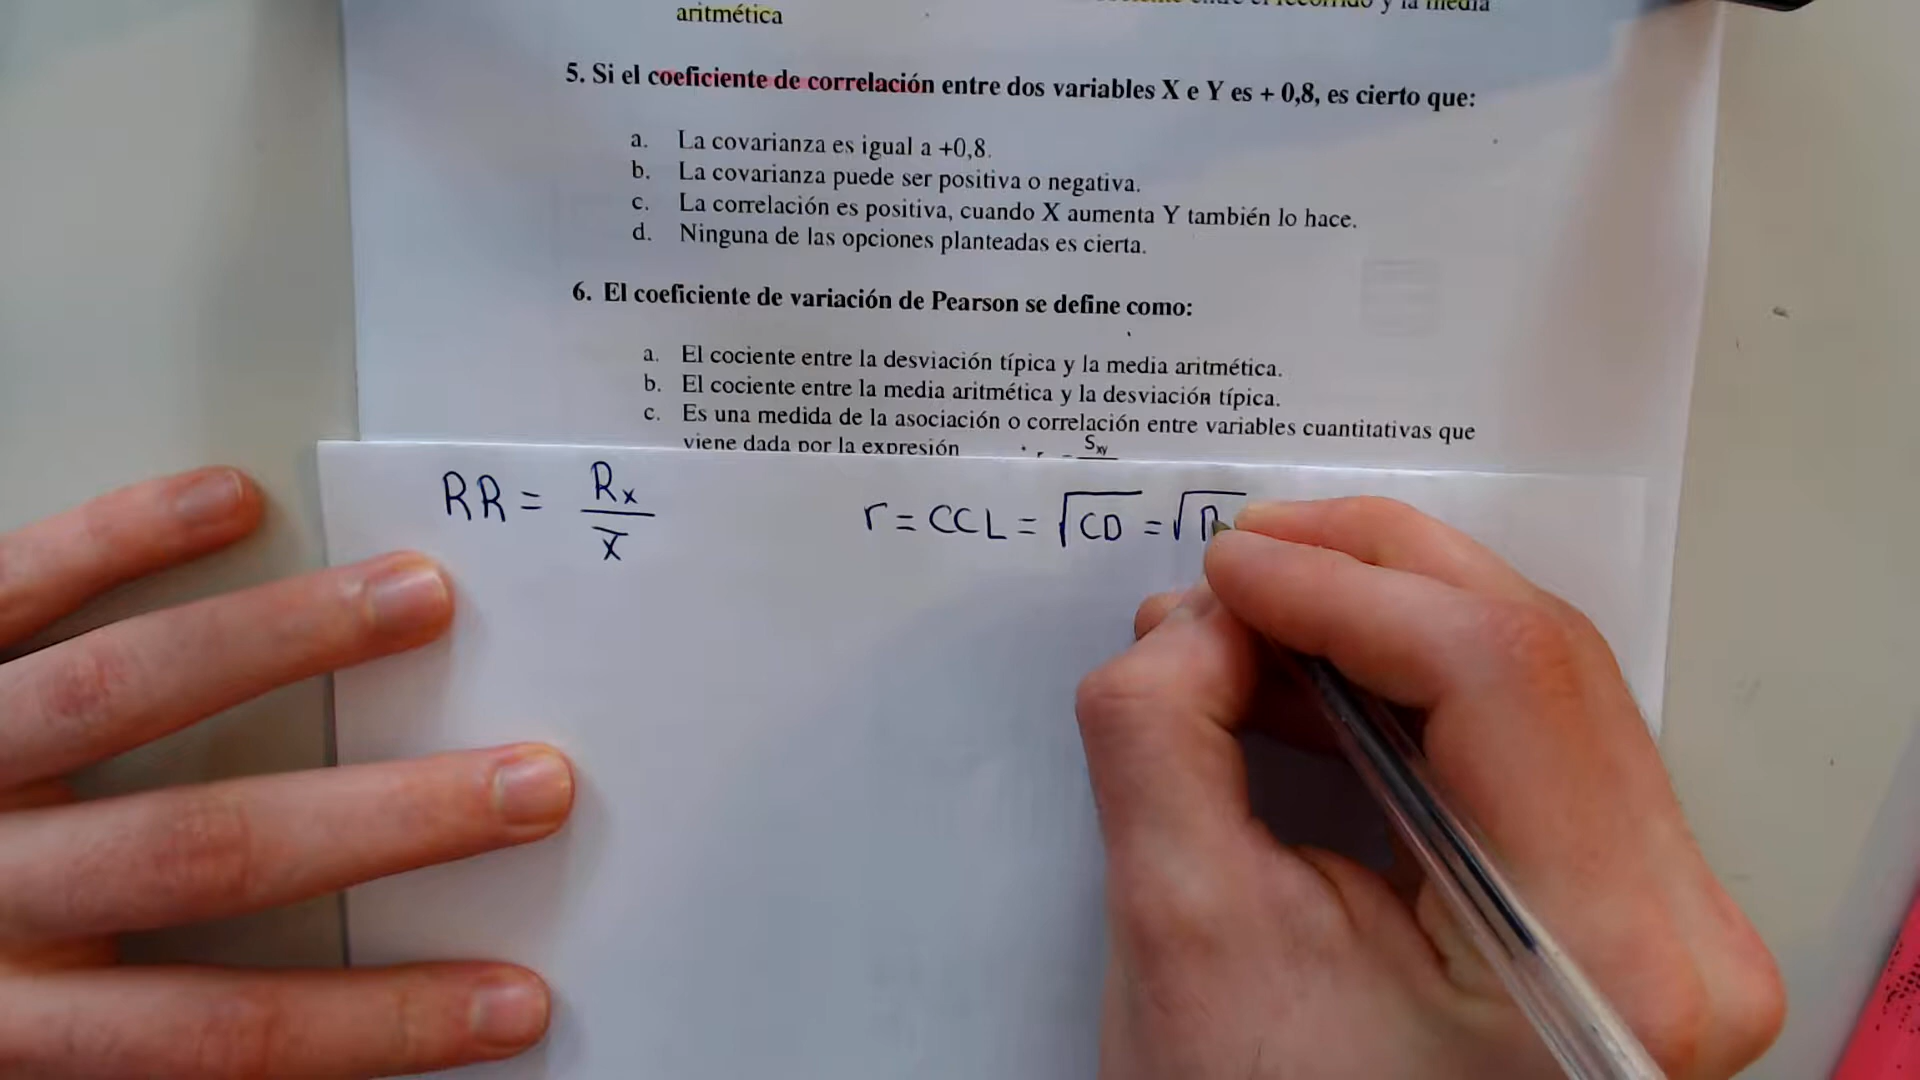 aritmética
y la media
5. Si el coeficiente de correlación entre dos variables X e Y es + 0,8, es cierto que:
a. La covarianza es igual a +0,8.
b. La covarianza puede ser positiva o negativa.
c. La correlación es positiva, cuando X aumenta Y también lo hace.
d. Ninguna de las opciones planteadas es cierta.
6. El coeficiente de variación de Pearson se define como:
a. El cociente entre la desviación típica y la media aritmética.
b. El cociente entre la media aritmética y la desviación típica.
c. Es una medida de la asociación o correlación entre variables cuantitativas que
viene dada por la expresión Sxy
RR = Rx / x̄
r = CCL = √CD = √